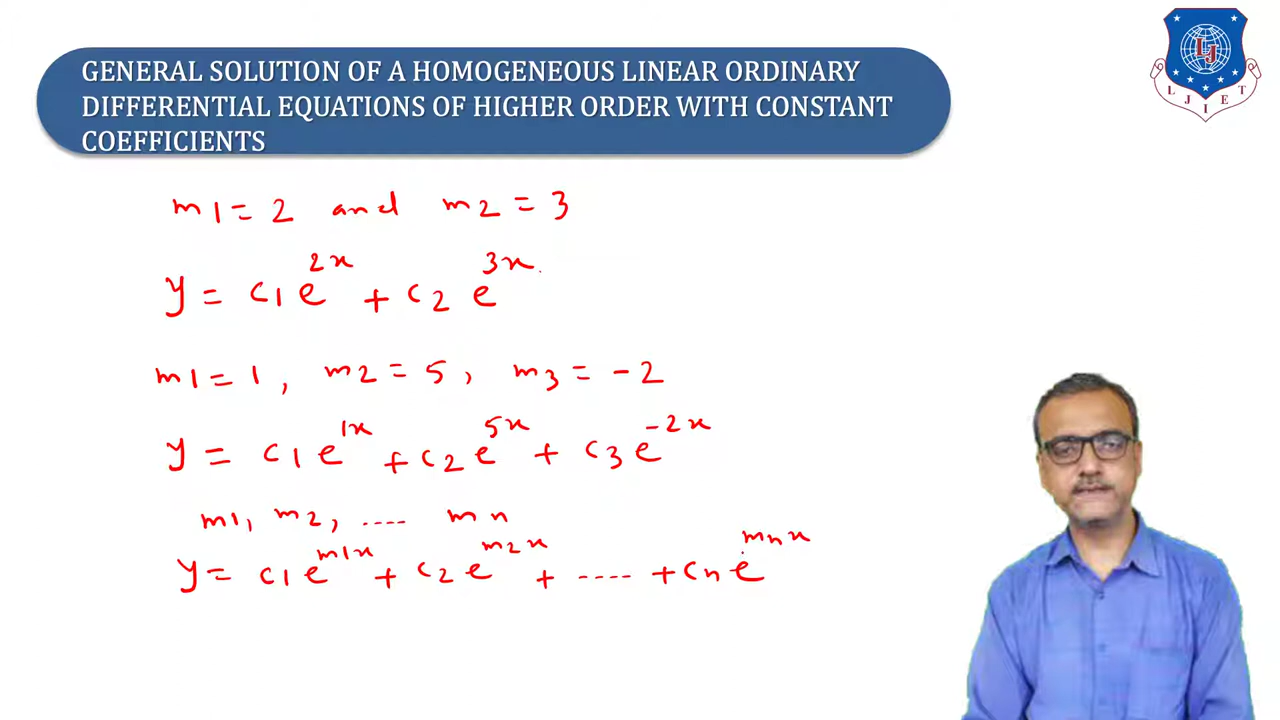 GENERAL SOLUTION OF A HOMOGENEOUS LINEAR ORDINARY
DIFFERENTIAL EQUATIONS OF HIGHER ORDER WITH CONSTANT
COEFFICIENTS
LJ
LJIET
m1 = 2 and m2 = 3
y = c1 e^2x + c2 e^3x
m1 = 1, m2 = 5, m3 = -2
y = c1 e^1x + c2 e^5x + c3 e^-2x
m1, m2, .... mn
y = c1 e^m1x + c2 e^m2x + .... + cn e^mnx